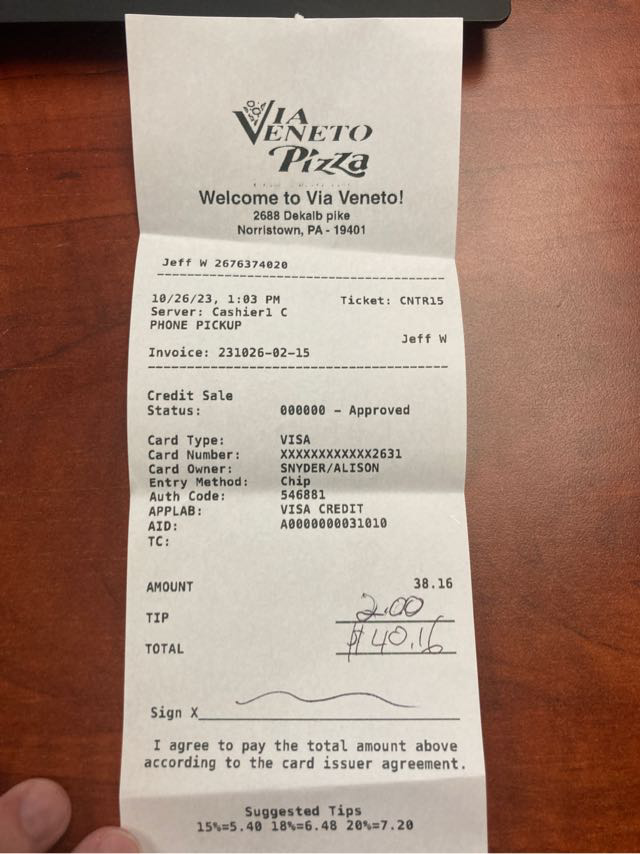 VIA
VENETO
Pizza
Welcome to Via Veneto!
2688 Dekalb pike
Norristown, PA - 19401
Jeff W 2676374020
10/26/23, 1:03 PM Ticket: CNTR15
Server: Cashier1 C
PHONE PICKUP
Jeff W
Invoice: 231026-02-15
Credit Sale
Status: 000000 - Approved
Card Type: VISA
Card Number: XXXXXXXXXXXX2631
Card Owner: SNYDER/ALISON
Entry Method: Chip
Auth Code: 546881
APPLAB: VISA CREDIT
AID: A0000000031010
TC:
AMOUNT 38.16
TIP 2.00
TOTAL $40.16
Sign X
I agree to pay the total amount above
according to the card issuer agreement.
Suggested Tips
15%=5.40 18%=6.48 20%=7.20